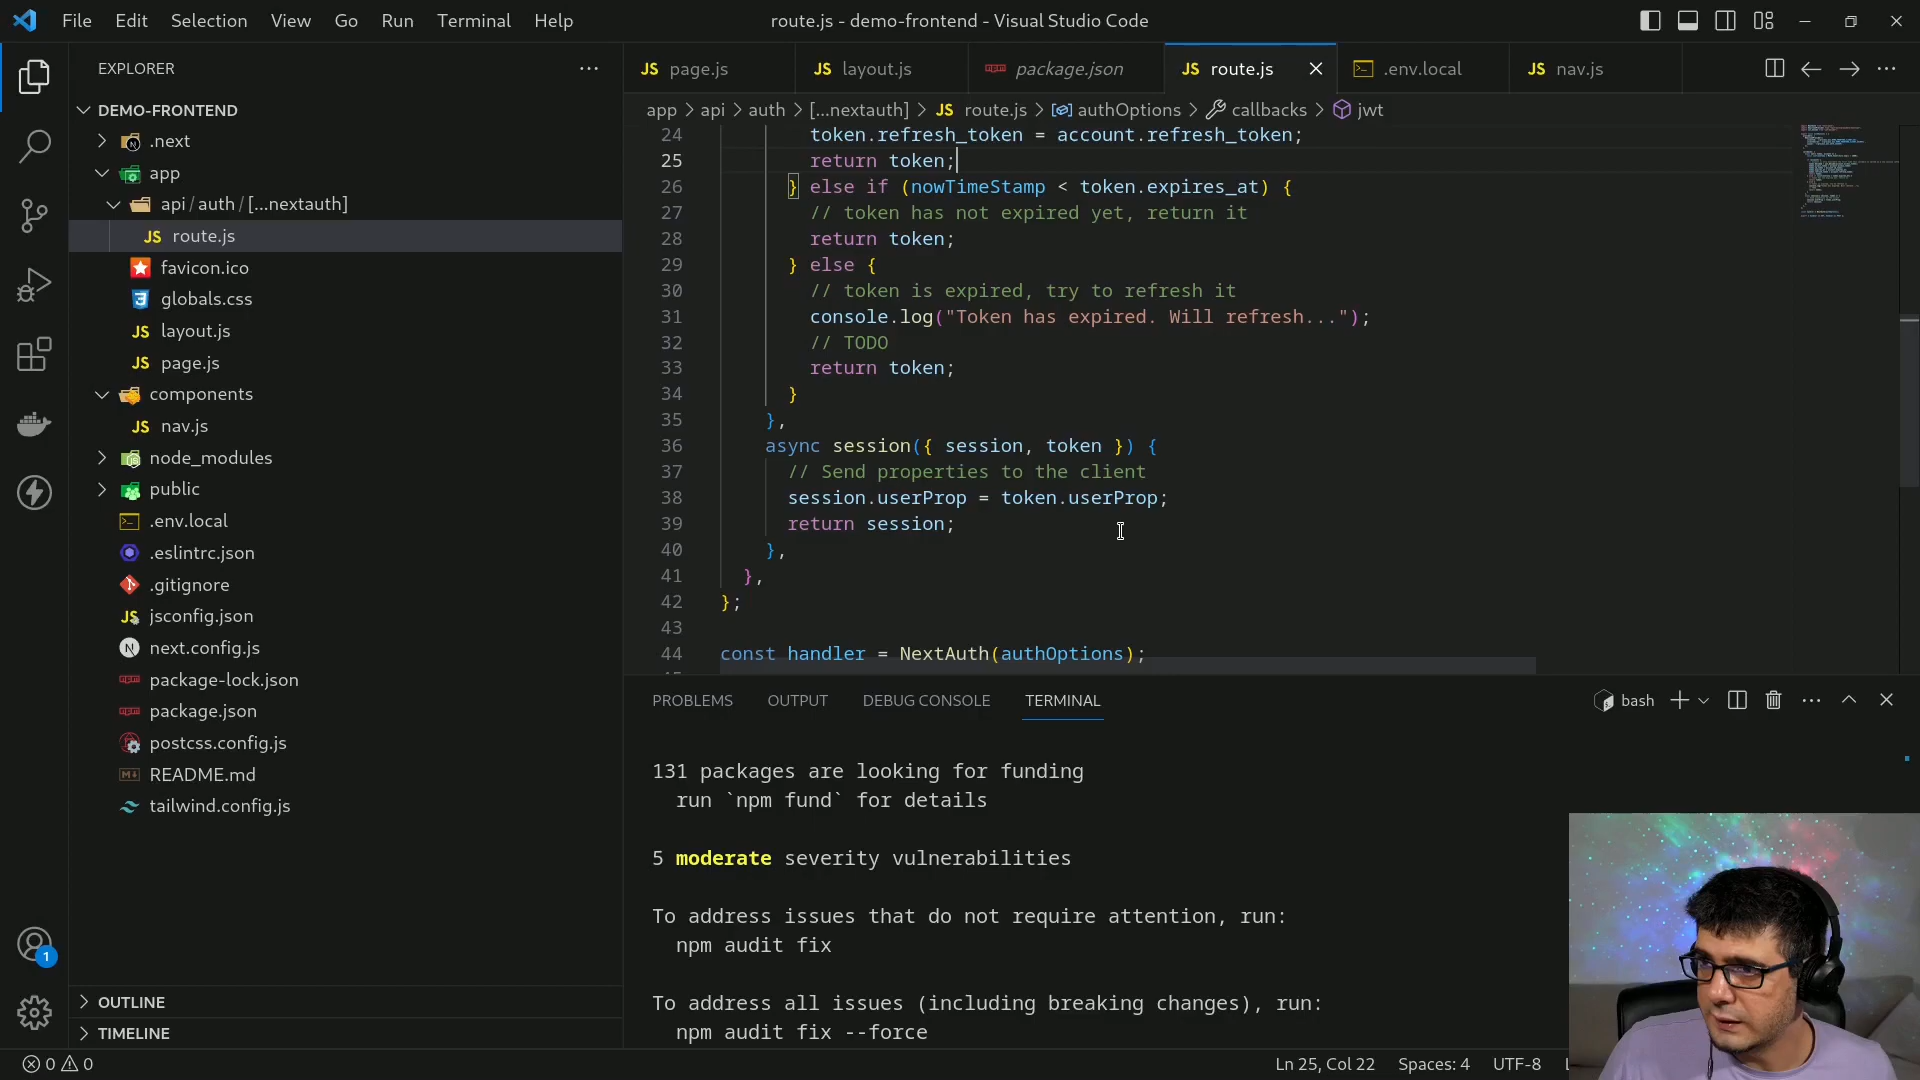 File Edit Selection View Go Run Terminal Help
route.js - demo-frontend - Visual Studio Code
EXPLORER
DEMO-FRONTEND
.next
app
api / auth / [...nextauth]
JS route.js
favicon.ico
globals.css
JS layout.js
JS page.js
components
JS nav.js
node_modules
public
.env.local
.eslintrc.json
.gitignore
JS jsconfig.json
N next.config.js
package-lock.json
package.json
postcss.config.js
README.md
tailwind.config.js
OUTLINE
TIMELINE
1
JS page.js
JS layout.js
package.json
JS route.js
.env.local
JS nav.js
app > api > auth > [...nextauth] > JS route.js > authOptions > callbacks > jwt
24 token.refresh_token = account.refresh_token;
25 return token;
26 } else if (nowTimeStamp < token.expires_at) {
27 // token has not expired yet, return it
28 return token;
29 } else {
30 // token is expired, try to refresh it
31 console.log("Token has expired. Will refresh...");
32 // TODO
33 return token;
34 }
35 },
36 async session({ session, token }) {
37 // Send properties to the client
38 session.userProp = token.userProp;
39 return session;
40 },
41 },
42 };
43
44 const handler = NextAuth(authOptions);
PROBLEMS OUTPUT DEBUG CONSOLE TERMINAL
bash
131 packages are looking for funding
run `npm fund` for details
5 moderate severity vulnerabilities
To address issues that do not require attention, run:
npm audit fix
To address all issues (including breaking changes), run:
npm audit fix --force
0 0
Ln 25, Col 22 Spaces: 4 UTF-8